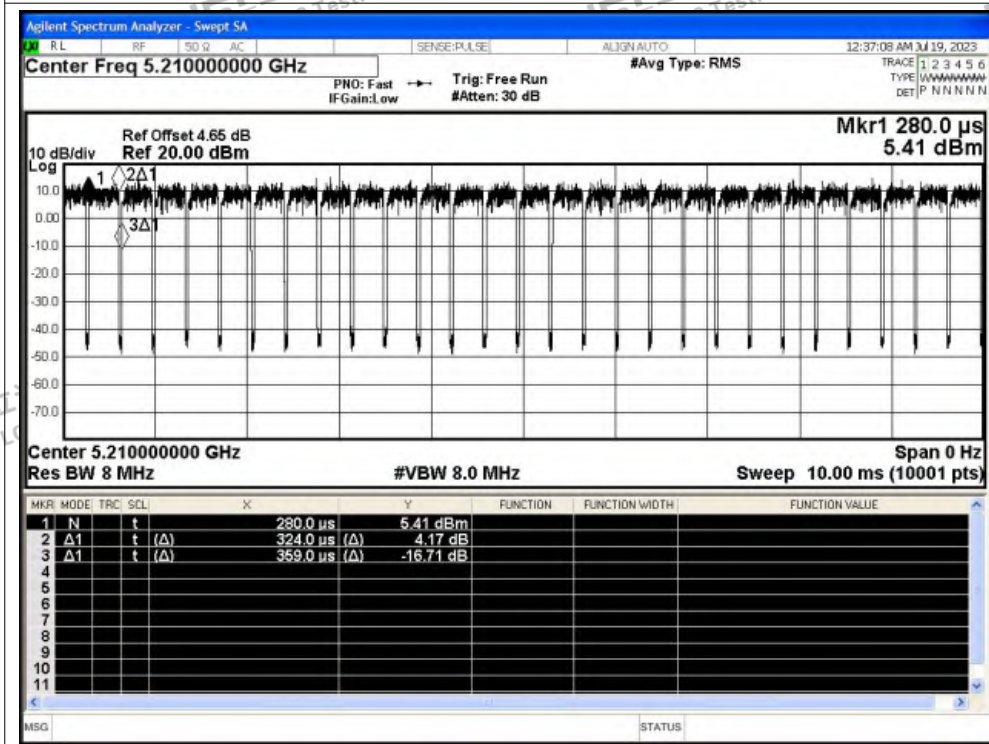 Agilent Spectrum Analyzer - Swept SA
RL RF 50 Ω AC SENSE:PULSE ALIGN AUTO 12:37:08 AM Jul 19, 2023
Center Freq 5.210000000 GHz #Avg Type: RMS TRACE 1 2 3 4 5 6
PNO: Fast Trig: Free Run TYPE
IFGain:Low #Atten: 30 dB DET P N N N N N
Mkr1 280.0 µs
5.41 dBm
Ref Offset 4.65 dB
10 dB/div Ref 20.00 dBm
Log
1 2Δ1
10.0
0.00
3Δ1
-10.0
-20.0
-30.0
-40.0
-50.0
-60.0
-70.0
Center 5.210000000 GHz Span 0 Hz
Res BW 8 MHz #VBW 8.0 MHz Sweep 10.00 ms (10001 pts)
MKR MODE TRC SCL X Y FUNCTION FUNCTION WIDTH FUNCTION VALUE
1 N t 280.0 µs 5.41 dBm
2 Δ1 t (Δ) 324.0 µs (Δ) 4.17 dB
3 Δ1 t (Δ) 359.0 µs (Δ) -16.71 dB
4
5
6
7
8
9
10
11
MSG STATUS